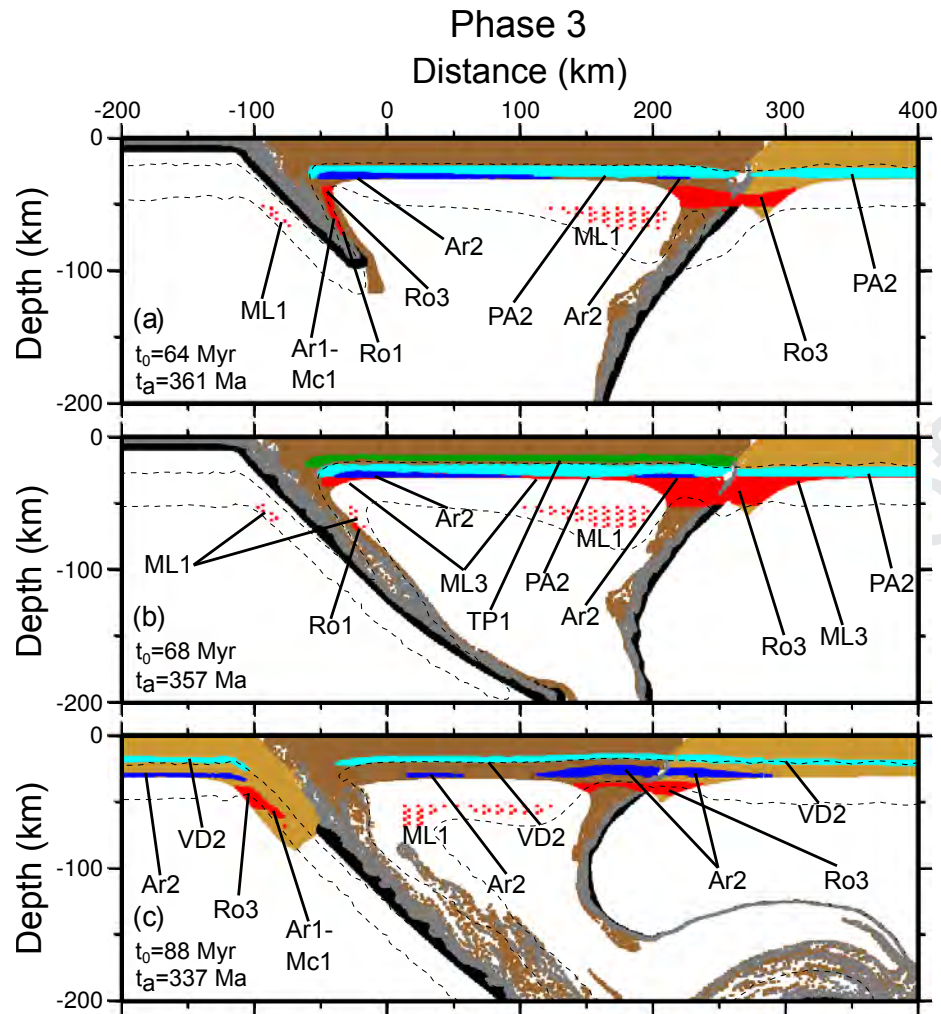 Phase 3
Distance (km)
-200 -100 0 100 200 300 400
0
-100
-200
Depth (km)
ML1
Ar1-
Mc1
Ro1
Ro3
Ar2
PA2
ML1
Ar2
Ro3
PA2
(a)
t₀=64 Myr
tₐ=361 Ma
0
-100
-200
Depth (km)
ML1
Ro1
Ar2
ML3
TP1
PA2
ML1
Ar2
Ro3
ML3
PA2
(b)
t₀=68 Myr
tₐ=357 Ma
0
-100
-200
Depth (km)
Ar2
VD2
Ro3
Ar1-
Mc1
ML1
Ar2
VD2
Ar2
Ro3
VD2
(c)
t₀=88 Myr
tₐ=337 Ma